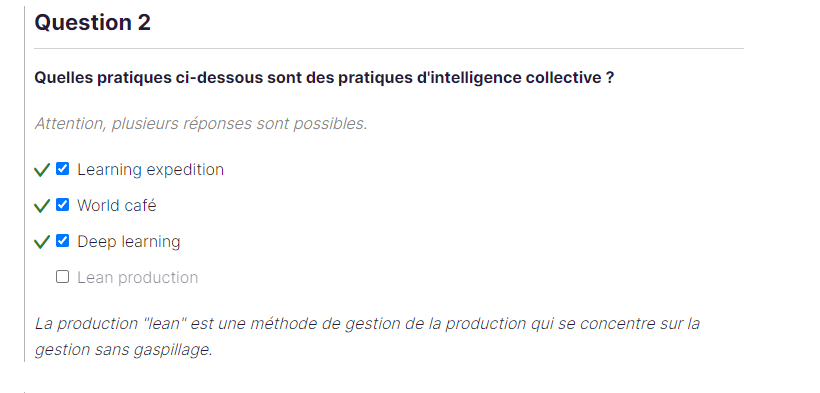 Question 2
Quelles pratiques ci-dessous sont des pratiques d'intelligence collective ?
Attention, plusieurs réponses sont possibles.
Learning expedition
World café
Deep learning
Lean production
La production "lean" est une méthode de gestion de la production qui se concentre sur la
gestion sans gaspillage.